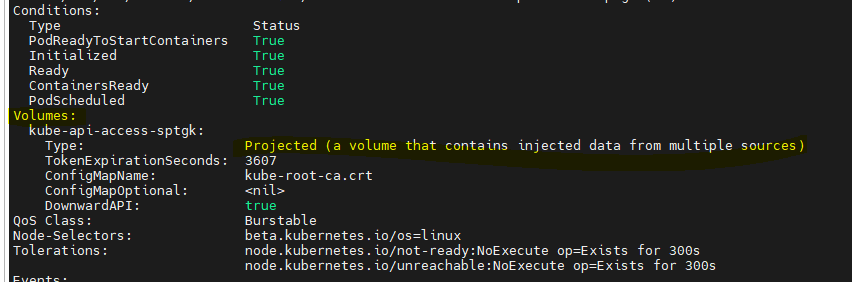 Conditions:
Type Status
PodReadyToStartContainers True
Initialized True
Ready True
ContainersReady True
PodScheduled True
Volumes:
kube-api-access-sptgk:
Type: Projected (a volume that contains injected data from multiple sources)
TokenExpirationSeconds: 3607
ConfigMapName: kube-root-ca.crt
ConfigMapOptional: <nil>
DownwardAPI: true
QoS Class: Burstable
Node-Selectors: beta.kubernetes.io/os=linux
Tolerations: node.kubernetes.io/not-ready:NoExecute op=Exists for 300s
node.kubernetes.io/unreachable:NoExecute op=Exists for 300s
Events: